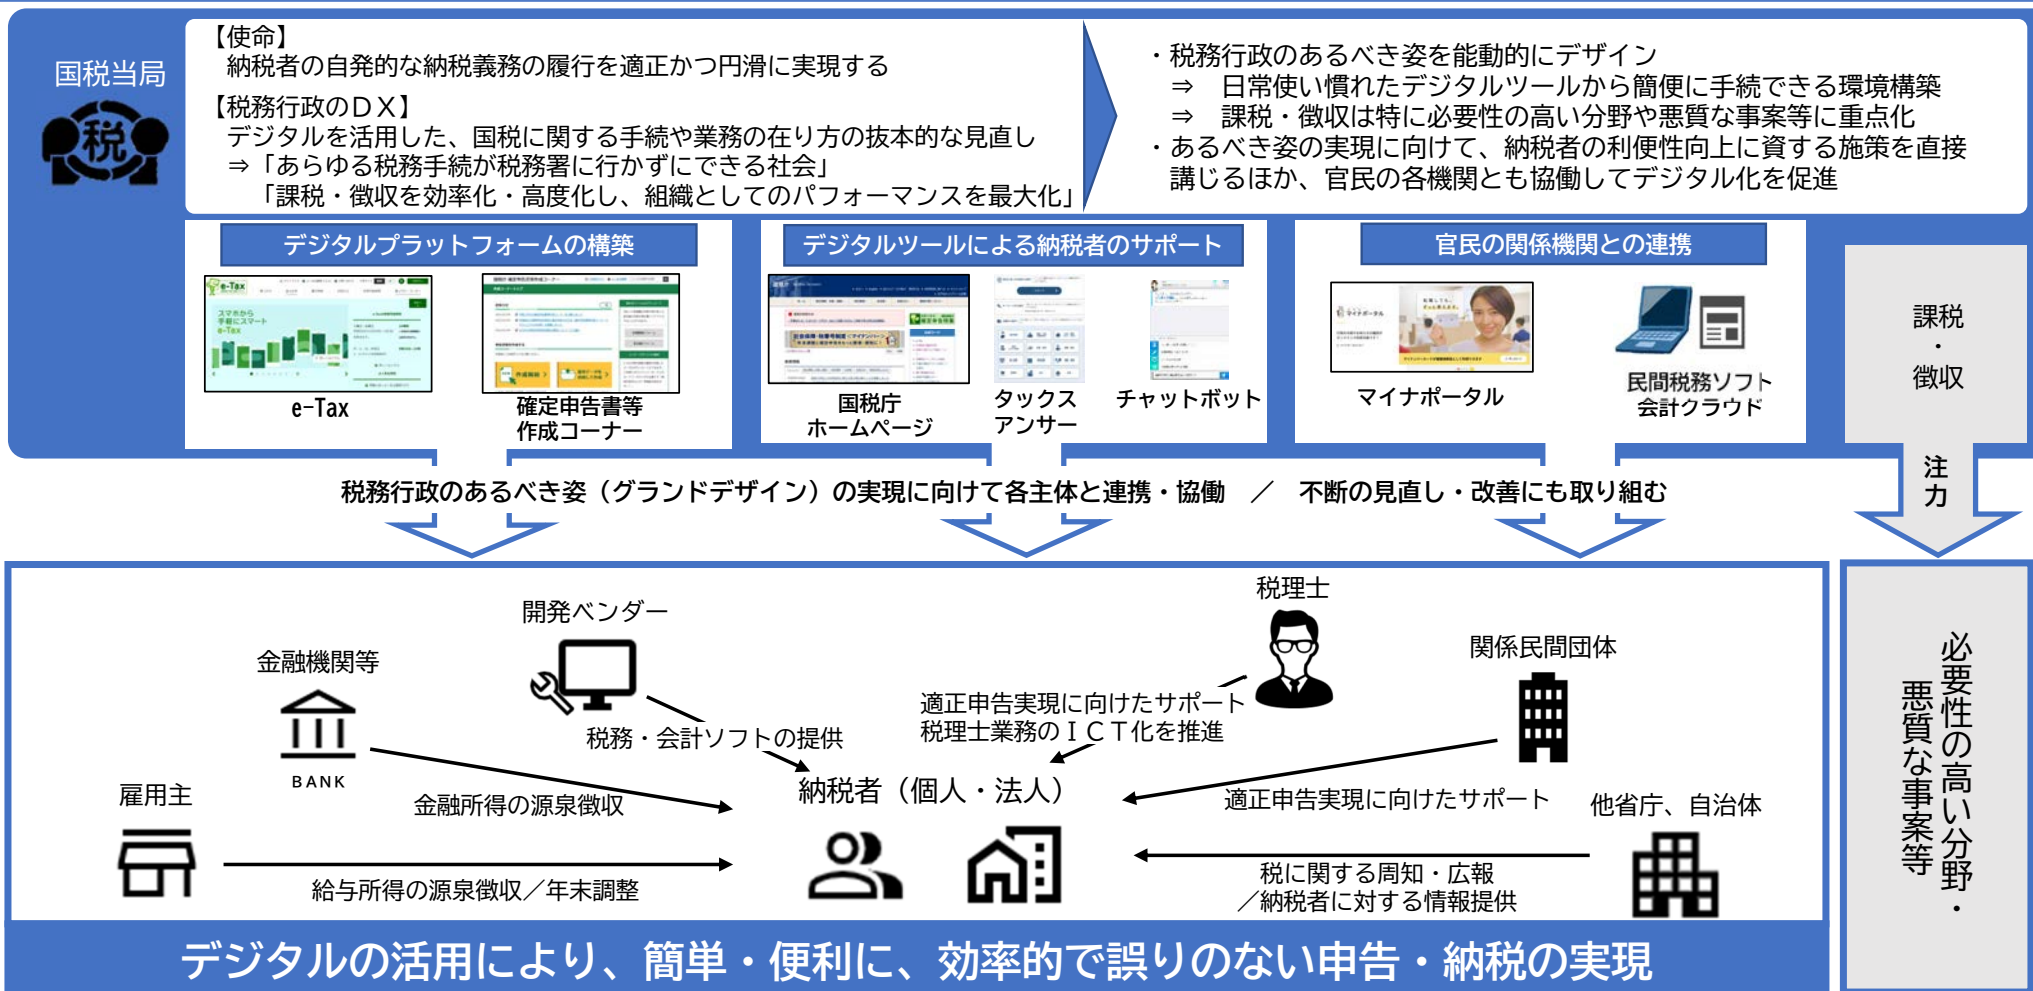 国税当局
税
【使命】
納税者の自発的な納税義務の履行を適正かつ円滑に実現する
【税務行政のＤＸ】
デジタルを活用した、国税に関する手続や業務の在り方の抜本的な見直し
⇒「あらゆる税務手続が税務署に行かずにできる社会」
「課税・徴収を効率化・高度化し、組織としてのパフォーマンスを最大化」
・税務行政のあるべき姿を能動的にデザイン
⇒　日常使い慣れたデジタルツールから簡便に手続できる環境構築
⇒　課税・徴収は特に必要性の高い分野や悪質な事案等に重点化
・あるべき姿の実現に向けて、納税者の利便性向上に資する施策を直接
講じるほか、官民の各機関とも協働してデジタル化を促進
デジタルプラットフォームの構築
e-Tax
スマホから
手軽にスマート
e-Tax
e-Tax
作成開始
確定申告書等
作成コーナー
デジタルツールによる納税者のサポート
国税庁
ホームページ
タックス
アンサー
チャットボット
官民の関係機関との連携
マイナポータル
マイナポータル
民間税務ソフト
会計クラウド
課税
・
徴収
注力
税務行政のあるべき姿（グランドデザイン）の実現に向けて各主体と連携・協働　／　不断の見直し・改善にも取り組む
開発ベンダー
税理士
金融機関等
関係民間団体
BANK
適正申告実現に向けたサポート
税理士業務のＩＣＴ化を推進
税務・会計ソフトの提供
雇用主
金融所得の源泉徴収
納税者（個人・法人）
適正申告実現に向けたサポート
他省庁、自治体
給与所得の源泉徴収／年末調整
税に関する周知・広報
／納税者に対する情報提供
必要性の高い分野・
悪質な事案等
デジタルの活用により、簡単・便利に、効率的で誤りのない申告・納税の実現